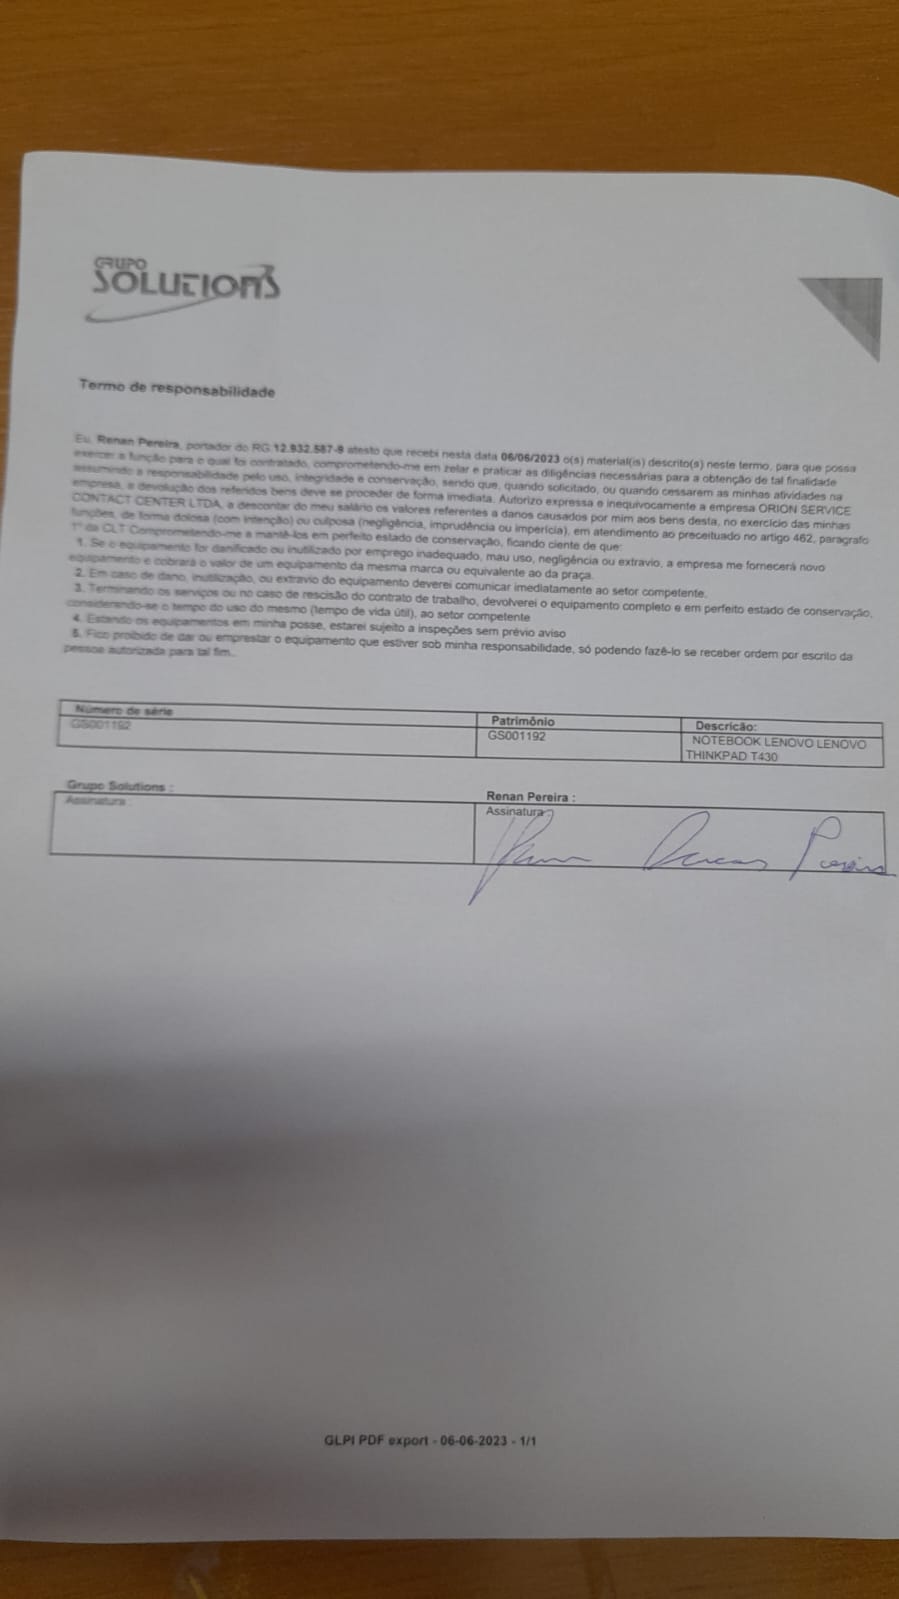 GRUPO
SOLUTIONS
Termo de responsabilidade
Eu, Renan Pereira, portador do RG 12.932.587-9 atesto que recebi nesta data 06/06/2023 o(s) material(is) descrito(s) neste termo, para que possa
exercer a função para o qual foi contratado, comprometendo-me em zelar e praticar as diligências necessárias para a obtenção de tal finalidade
assumindo a responsabilidade pelo uso, integridade e conservação, sendo que, quando solicitado, ou quando cessarem as minhas atividades na
empresa, a devolução dos referidos bens deve se proceder de forma imediata. Autorizo expressa e inequivocamente a empresa ORION SERVICE
CONTACT CENTER LTDA, a descontar do meu salário os valores referentes a danos causados por mim aos bens desta, no exercício das minhas
funções, de forma dolosa (com intenção) ou culposa (negligência, imprudência ou imperícia), em atendimento ao preceituado no artigo 462, paragrafo
1º da CLT Comprometendo-me a mantê-los em perfeito estado de conservação, ficando ciente de que:
1. Se o equipamento for danificado ou inutilizado por emprego inadequado, mau uso, negligência ou extravio, a empresa me fornecerá novo
equipamento e cobrará o valor de um equipamento da mesma marca ou equivalente ao da praça.
2. Em caso de dano, inutilização, ou extravio do equipamento deverei comunicar imediatamente ao setor competente.
3. Terminando os serviços ou no caso de rescisão do contrato de trabalho, devolverei o equipamento completo e em perfeito estado de conservação,
considerando-se o tempo do uso do mesmo (tempo de vida útil), ao setor competente
4. Estando os equipamentos em minha posse, estarei sujeito a inspeções sem prévio aviso
5. Fico proibido de dar ou emprestar o equipamento que estiver sob minha responsabilidade, só podendo fazê-lo se receber ordem por escrito da
pessoa autorizada para tal fim.
Número de série Patrimônio Descricão:
GS001192 GS001192 NOTEBOOK LENOVO LENOVO
THINKPAD T430
Grupo Solutions : Renan Pereira :
Assinatura : Assinatura
Renan Pereira
GLPI PDF export - 06-06-2023 - 1/1